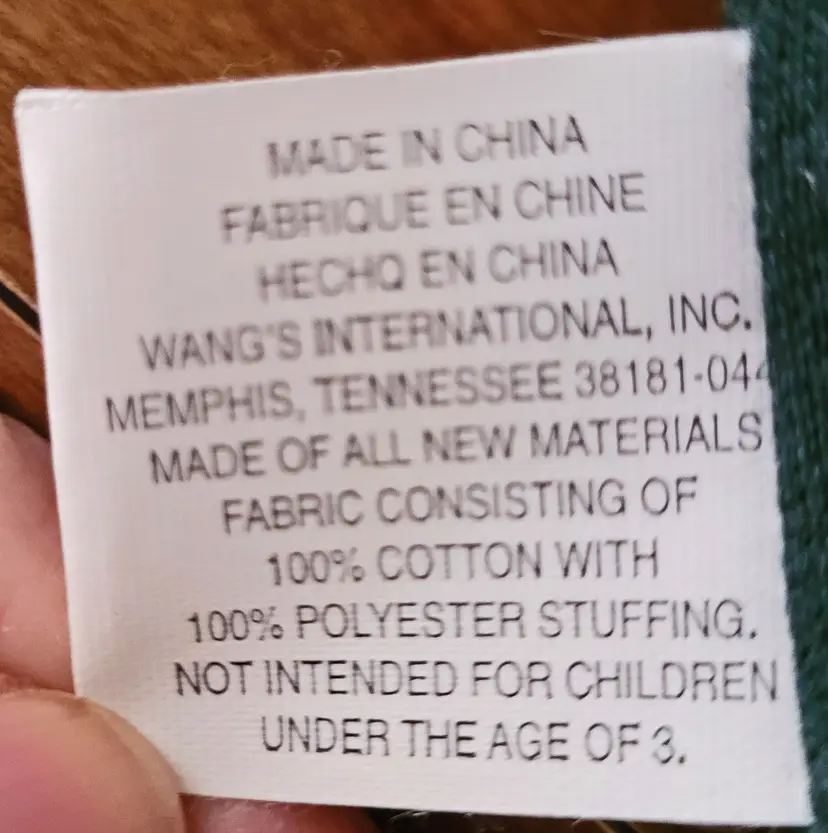 MADE IN CHINA
FABRIQUE EN CHINE
HECHO EN CHINA
WANG'S INTERNATIONAL, INC.
MEMPHIS, TENNESSEE 38181-044
MADE OF ALL NEW MATERIALS
FABRIC CONSISTING OF
100% COTTON WITH
100% POLYESTER STUFFING.
NOT INTENDED FOR CHILDREN
UNDER THE AGE OF 3.